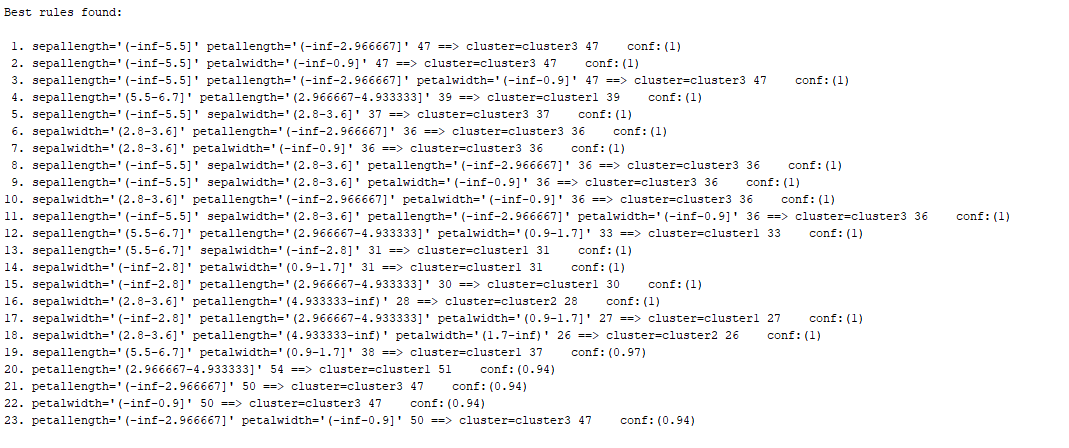 Best rules found:
1. sepallength='(-inf-5.5]' petallength='(-inf-2.966667]' 47 ==> cluster=cluster3 47 conf:(1)
2. sepallength='(-inf-5.5]' petalwidth='(-inf-0.9]' 47 ==> cluster=cluster3 47 conf:(1)
3. sepallength='(-inf-5.5]' petallength='(-inf-2.966667]' petalwidth='(-inf-0.9]' 47 ==> cluster=cluster3 47 conf:(1)
4. sepallength='(5.5-6.7]' petallength='(2.966667-4.933333]' 39 ==> cluster=cluster1 39 conf:(1)
5. sepallength='(-inf-5.5]' sepalwidth='(2.8-3.6]' 37 ==> cluster=cluster3 37 conf:(1)
6. sepalwidth='(2.8-3.6]' petallength='(-inf-2.966667]' 36 ==> cluster=cluster3 36 conf:(1)
7. sepalwidth='(2.8-3.6]' petalwidth='(-inf-0.9]' 36 ==> cluster=cluster3 36 conf:(1)
8. sepallength='(-inf-5.5]' sepalwidth='(2.8-3.6]' petallength='(-inf-2.966667]' 36 ==> cluster=cluster3 36 conf:(1)
9. sepallength='(-inf-5.5]' sepalwidth='(2.8-3.6]' petalwidth='(-inf-0.9]' 36 ==> cluster=cluster3 36 conf:(1)
10. sepalwidth='(2.8-3.6]' petallength='(-inf-2.966667]' petalwidth='(-inf-0.9]' 36 ==> cluster=cluster3 36 conf:(1)
11. sepallength='(-inf-5.5]' sepalwidth='(2.8-3.6]' petallength='(-inf-2.966667]' petalwidth='(-inf-0.9]' 36 ==> cluster=cluster3 36 conf:(1)
12. sepallength='(5.5-6.7]' petallength='(2.966667-4.933333]' petalwidth='(0.9-1.7]' 33 ==> cluster=cluster1 33 conf:(1)
13. sepallength='(5.5-6.7]' sepalwidth='(-inf-2.8]' 31 ==> cluster=cluster1 31 conf:(1)
14. sepalwidth='(-inf-2.8]' petalwidth='(0.9-1.7]' 31 ==> cluster=cluster1 31 conf:(1)
15. sepalwidth='(-inf-2.8]' petallength='(2.966667-4.933333]' 30 ==> cluster=cluster1 30 conf:(1)
16. sepalwidth='(2.8-3.6]' petallength='(4.933333-inf)' 28 ==> cluster=cluster2 28 conf:(1)
17. sepalwidth='(-inf-2.8]' petallength='(2.966667-4.933333]' petalwidth='(0.9-1.7]' 27 ==> cluster=cluster1 27 conf:(1)
18. sepalwidth='(2.8-3.6]' petallength='(4.933333-inf)' petalwidth='(1.7-inf)' 26 ==> cluster=cluster2 26 conf:(1)
19. sepallength='(5.5-6.7]' petalwidth='(0.9-1.7]' 38 ==> cluster=cluster1 37 conf:(0.97)
20. petallength='(2.966667-4.933333]' 54 ==> cluster=cluster1 51 conf:(0.94)
21. petallength='(-inf-2.966667]' 50 ==> cluster=cluster3 47 conf:(0.94)
22. petalwidth='(-inf-0.9]' 50 ==> cluster=cluster3 47 conf:(0.94)
23. petallength='(-inf-2.966667]' petalwidth='(-inf-0.9]' 50 ==> cluster=cluster3 47 conf:(0.94)